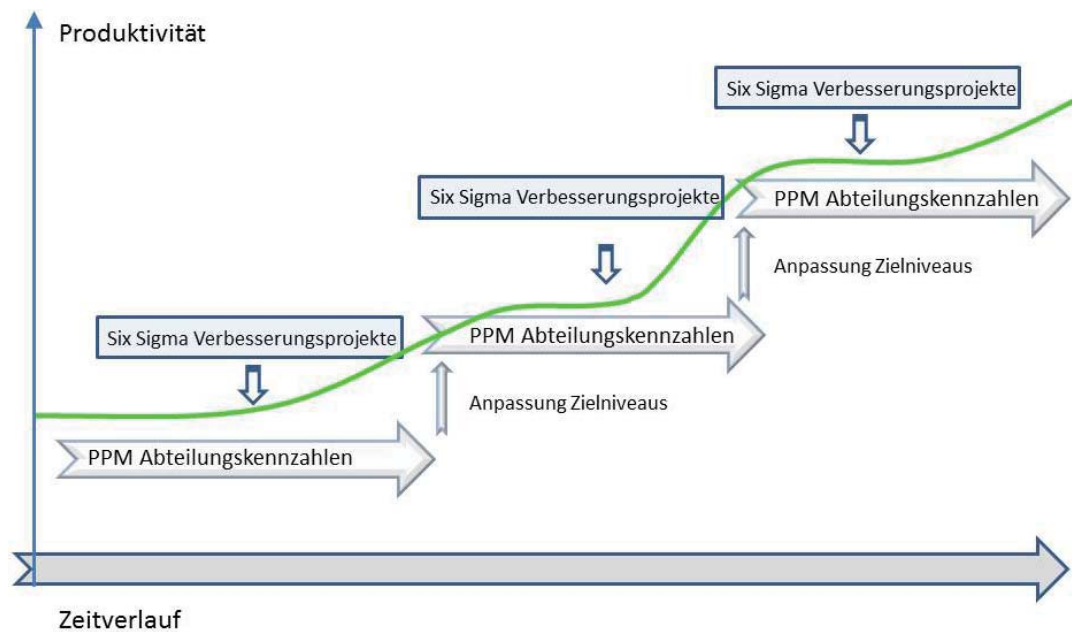 Produktivität
Six Sigma Verbesserungsprojekte
Six Sigma Verbesserungsprojekte
PPM Abteilungskennzahlen
Anpassung Zielniveaus
Six Sigma Verbesserungsprojekte
PPM Abteilungskennzahlen
Anpassung Zielniveaus
PPM Abteilungskennzahlen
Zeitverlauf